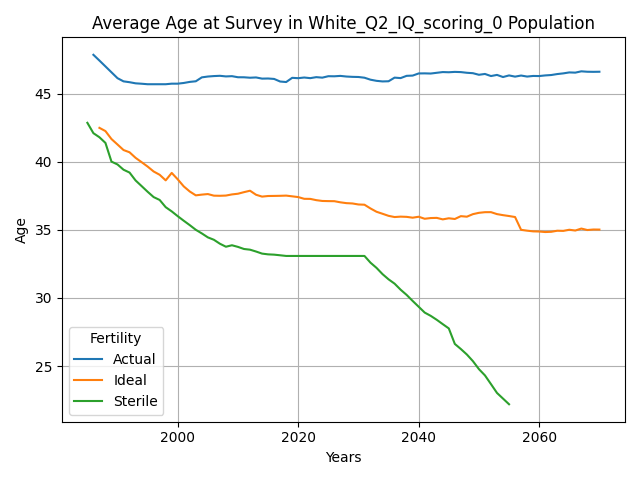 Average Age at Survey in White_Q2_IQ_scoring_0 Population
Age
45
40
35
30
25
Fertility
Actual
Ideal
Sterile
2000 2020 2040 2060
Years